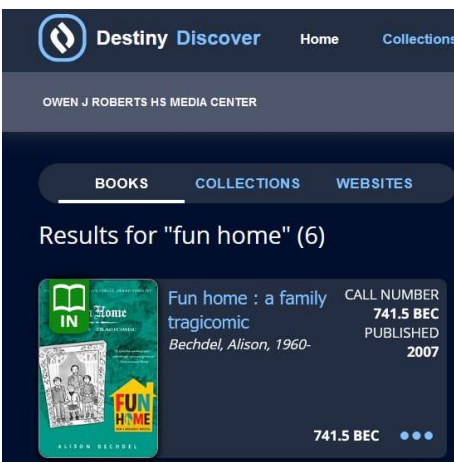 Destiny Discover Home Collections
OWEN J ROBERTS HS MEDIA CENTER
BOOKS COLLECTIONS WEBSITES
Results for "fun home" (6)
IN
Home
TRAGICOMIC
FUN
HOME
ALISON BECHDEL
Fun home : a family
tragicomic
Bechdel, Alison, 1960-
CALL NUMBER
741.5 BEC
PUBLISHED
2007
741.5 BEC